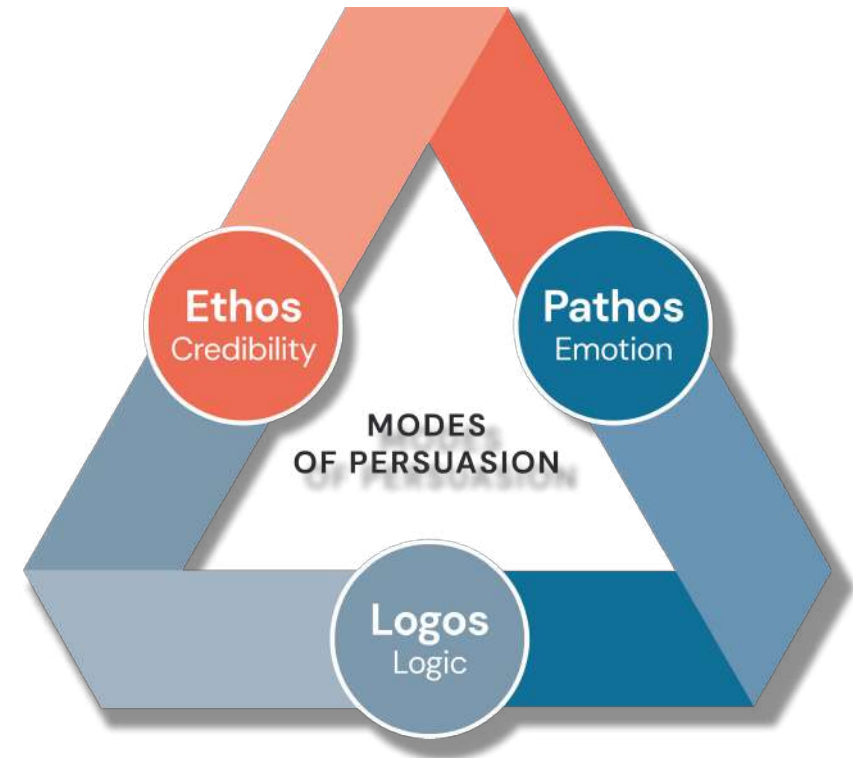 Ethos
Credibility
Pathos
Emotion
MODES
OF PERSUASION
Logos
Logic